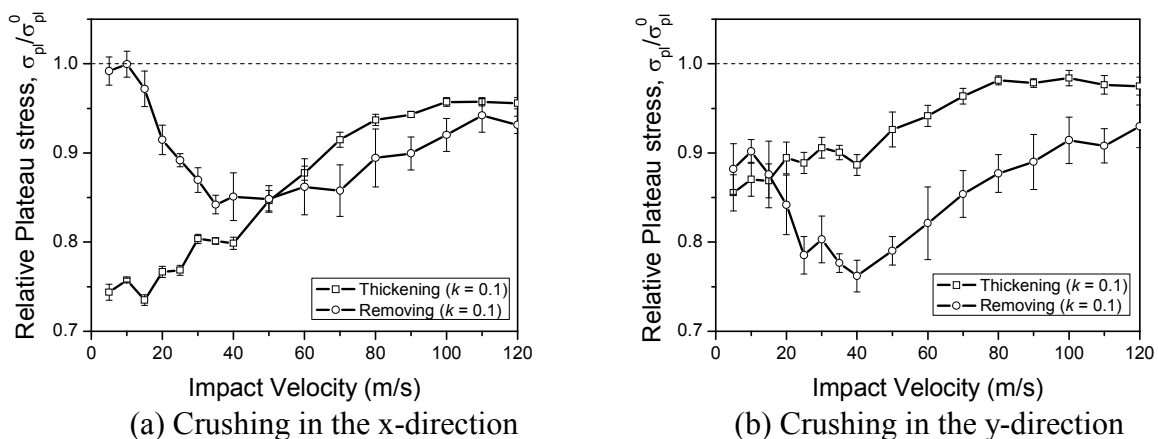 Relative Plateau stress, σpl/σ⁰pl
1.0
0.9
0.8
0.7
0 20 40 60 80 100 120
Thickening (k = 0.1)
Removing (k = 0.1)
Impact Velocity (m/s)
(a) Crushing in the x-direction
Relative Plateau stress, σpl/σ⁰pl
1.0
0.9
0.8
0.7
0 20 40 60 80 100 120
Thickening (k = 0.1)
Removing (k = 0.1)
Impact Velocity (m/s)
(b) Crushing in the y-direction